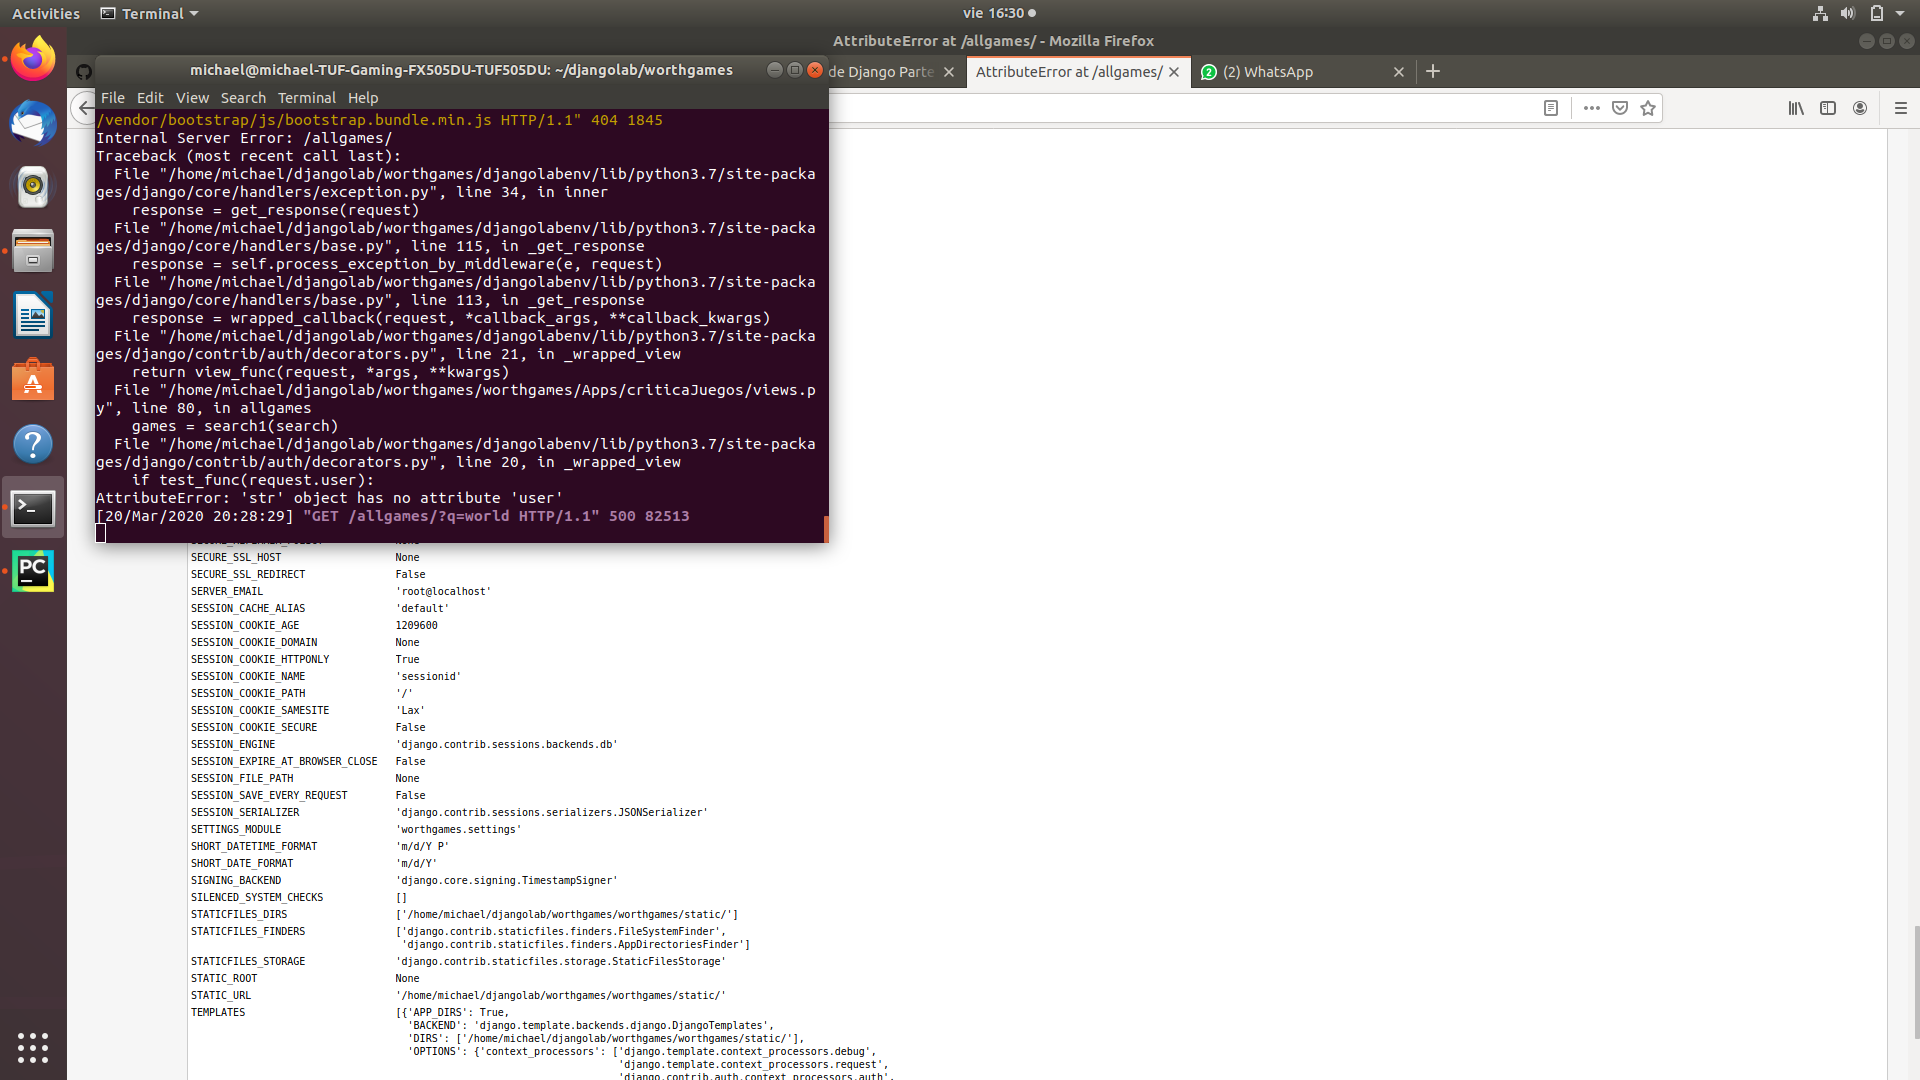 Activities
Terminal
vie 16:30
AttributeError at /allgames/ - Mozilla Firefox
michael@michael-TUF-Gaming-FX505DU-TUF505DU: ~/djangolab/worthgames
de Django Parte
AttributeError at /allgames/
2
(2) WhatsApp
File Edit View Search Terminal Help
/vendor/bootstrap/js/bootstrap.bundle.min.js HTTP/1.1" 404 1845
Internal Server Error: /allgames/
Traceback (most recent call last):
File "/home/michael/djangolab/worthgames/djangolabenv/lib/python3.7/site-packa
ges/django/core/handlers/exception.py", line 34, in inner
response = get_response(request)
File "/home/michael/djangolab/worthgames/djangolabenv/lib/python3.7/site-packa
ges/django/core/handlers/base.py", line 115, in _get_response
response = self.process_exception_by_middleware(e, request)
File "/home/michael/djangolab/worthgames/djangolabenv/lib/python3.7/site-packa
ges/django/core/handlers/base.py", line 113, in _get_response
response = wrapped_callback(request, *callback_args, **callback_kwargs)
File "/home/michael/djangolab/worthgames/djangolabenv/lib/python3.7/site-packa
ges/django/contrib/auth/decorators.py", line 21, in _wrapped_view
return view_func(request, *args, **kwargs)
File "/home/michael/djangolab/worthgames/worthgames/Apps/criticaJuegos/views.p
y", line 80, in allgames
games = search1(search)
File "/home/michael/djangolab/worthgames/djangolabenv/lib/python3.7/site-packa
ges/django/contrib/auth/decorators.py", line 20, in _wrapped_view
if test_func(request.user):
AttributeError: 'str' object has no attribute 'user'
[20/Mar/2020 20:28:29] "GET /allgames/?q=world HTTP/1.1" 500 82513
PC
SECURE_SSL_HOST None
SECURE_SSL_REDIRECT False
SERVER_EMAIL 'root@localhost'
SESSION_CACHE_ALIAS 'default'
SESSION_COOKIE_AGE 1209600
SESSION_COOKIE_DOMAIN None
SESSION_COOKIE_HTTPONLY True
SESSION_COOKIE_NAME 'sessionid'
SESSION_COOKIE_PATH '/'
SESSION_COOKIE_SAMESITE 'Lax'
SESSION_COOKIE_SECURE False
SESSION_ENGINE 'django.contrib.sessions.backends.db'
SESSION_EXPIRE_AT_BROWSER_CLOSE False
SESSION_FILE_PATH None
SESSION_SAVE_EVERY_REQUEST False
SESSION_SERIALIZER 'django.contrib.sessions.serializers.JSONSerializer'
SETTINGS_MODULE 'worthgames.settings'
SHORT_DATETIME_FORMAT 'm/d/Y P'
SHORT_DATE_FORMAT 'm/d/Y'
SIGNING_BACKEND 'django.core.signing.TimestampSigner'
SILENCED_SYSTEM_CHECKS []
STATICFILES_DIRS ['/home/michael/djangolab/worthgames/worthgames/static/']
STATICFILES_FINDERS ['django.contrib.staticfiles.finders.FileSystemFinder',
'django.contrib.staticfiles.finders.AppDirectoriesFinder']
STATICFILES_STORAGE 'django.contrib.staticfiles.storage.StaticFilesStorage'
STATIC_ROOT None
STATIC_URL '/home/michael/djangolab/worthgames/worthgames/static/'
TEMPLATES [{'APP_DIRS': True,
'BACKEND': 'django.template.backends.django.DjangoTemplates',
'DIRS': ['/home/michael/djangolab/worthgames/worthgames/static/'],
'OPTIONS': {'context_processors': ['django.template.context_processors.debug',
'django.template.context_processors.request',
'django.contrib.auth.context_processors.auth',